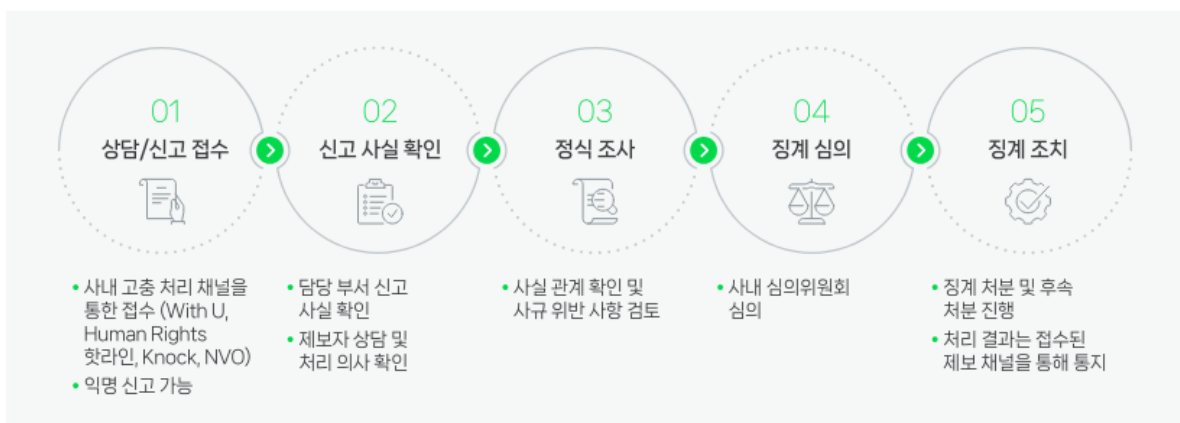 01
상담/신고 접수
• 사내 고충 처리 채널을
통한 접수 (With U,
Human Rights
핫라인, Knock, NVO)
• 익명 신고 가능
02
신고 사실 확인
• 담당 부서 신고
사실 확인
• 제보자 상담 및
처리 의사 확인
03
정식 조사
• 사실 관계 확인 및
사규 위반 사항 검토
04
징계 심의
• 사내 심의위원회
심의
05
징계 조치
• 징계 처분 및 후속
처분 진행
• 처리 결과는 접수된
제보 채널을 통해 통지